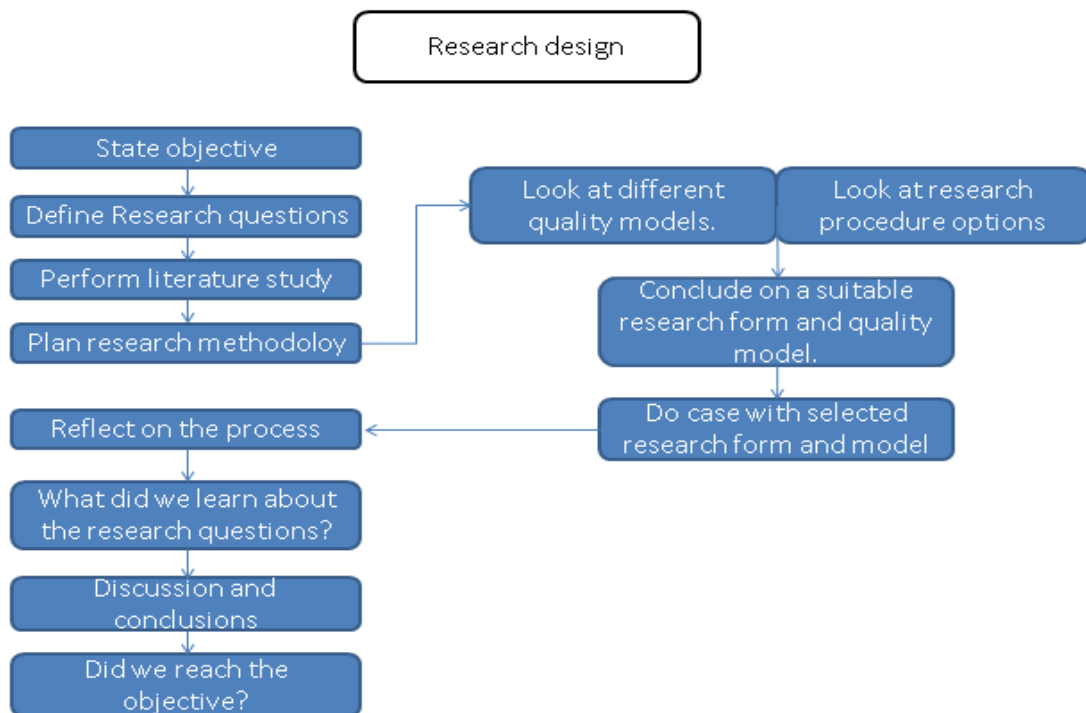 Research design
State objective
Define Research questions
Perform literature study
Plan research methodoloy
Look at different
quality models.
Look at research
procedure options
Conclude on a suitable
research form and quality
model.
Do case with selected
research form and model
Reflect on the process
What did we learn about
the research questions?
Discussion and
conclusions
Did we reach the
objective?